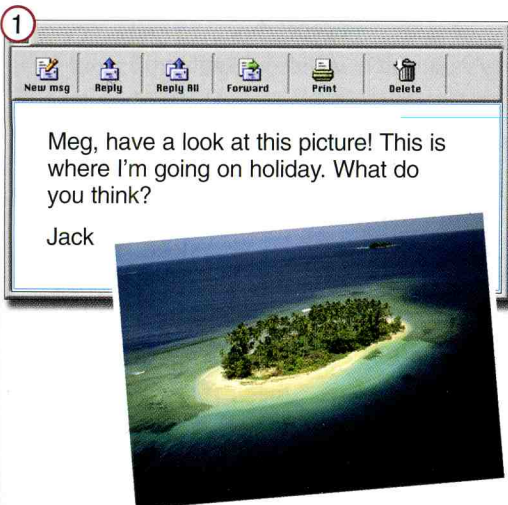 1
New msg Reply Reply All Forward Print Delete
Meg, have a look at this picture! This is
where I'm going on holiday. What do
you think?
Jack